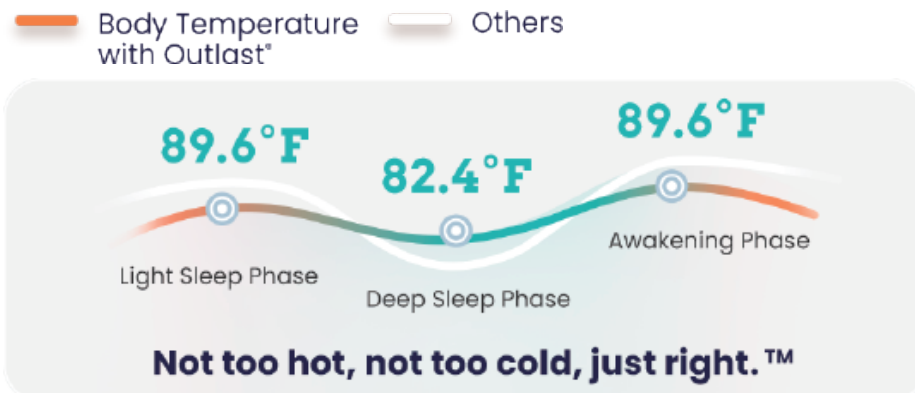 Body Temperature
with Outlast®
Others
89.6°F
82.4°F
89.6°F
Light Sleep Phase
Deep Sleep Phase
Awakening Phase
Not too hot, not too cold, just right.™